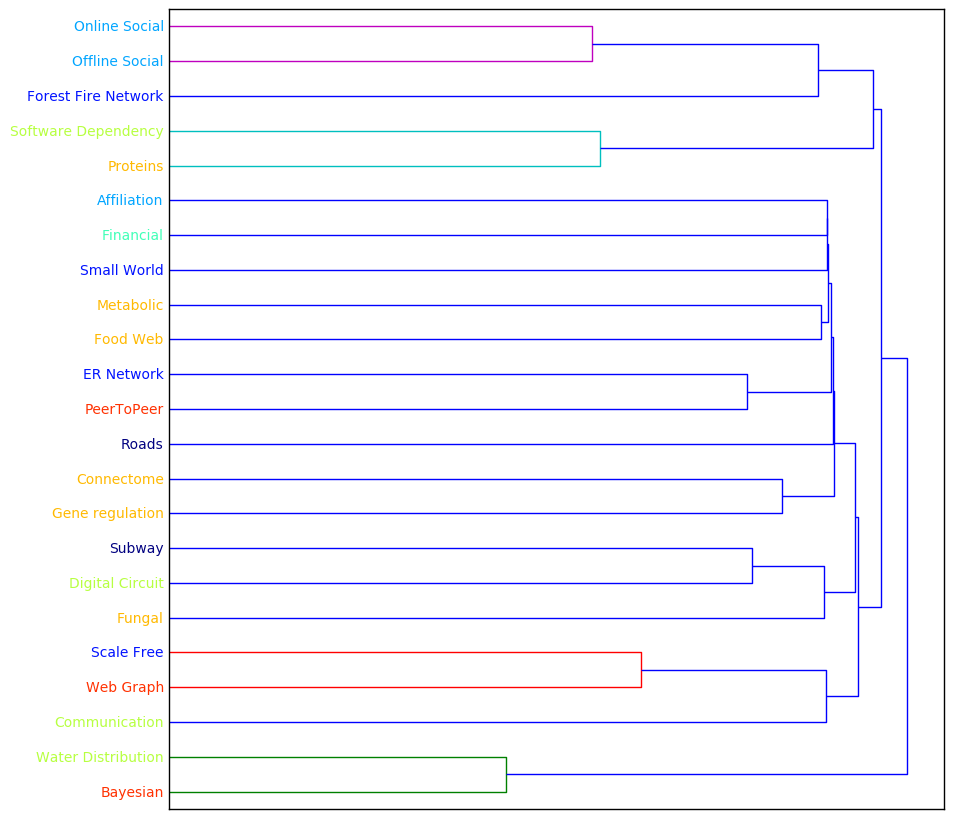 Online Social
Offline Social
Forest Fire Network
Software Dependency
Proteins
Affiliation
Financial
Small World
Metabolic
Food Web
ER Network
PeerToPeer
Roads
Connectome
Gene regulation
Subway
Digital Circuit
Fungal
Scale Free
Web Graph
Communication
Water Distribution
Bayesian